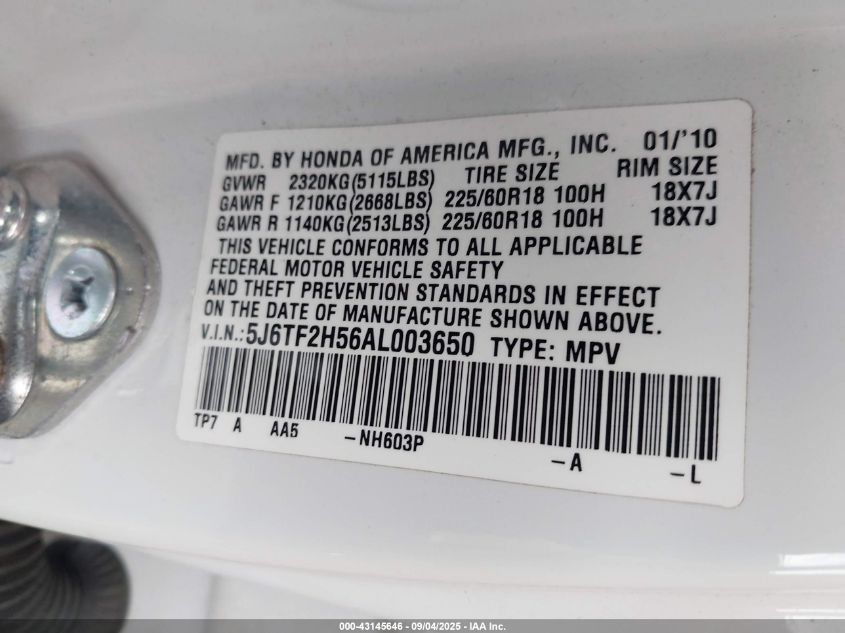 MFD. BY HONDA OF AMERICA MFG., INC. 01/'10
GVWR 2320KG(5115LBS) TIRE SIZE RIM SIZE
GAWR F 1210KG(2668LBS) 225/60R18 100H 18X7J
GAWR R 1140KG(2513LBS) 225/60R18 100H 18X7J
THIS VEHICLE CONFORMS TO ALL APPLICABLE
FEDERAL MOTOR VEHICLE SAFETY
AND THEFT PREVENTION STANDARDS IN EFFECT
ON THE DATE OF MANUFACTURE SHOWN ABOVE.
V.I.N.:5J6TF2H56AL003650 TYPE: MPV
TP7 A AA5 -NH603P -A -L
000-43145646 - 09/04/2025 - IAA Inc.